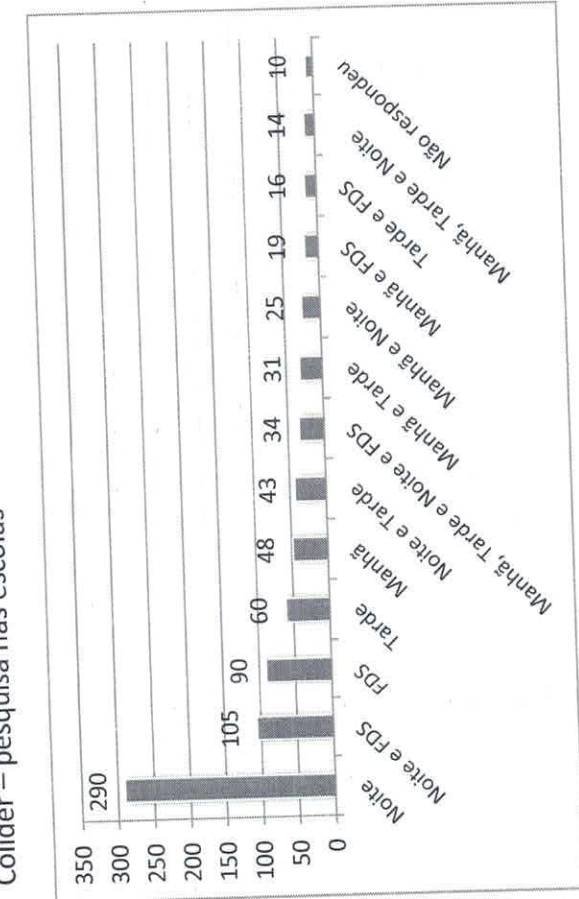 Colíder – pesquisa nas escolas
350
300
250
200
150
100
50
0
290
105
90
60
48
43
34
31
25
19
16
14
10
Noite
Noite e FDS
FDS
Tarde
Manhã
Noite e Tarde
Manhã, Tarde e Noite e FDS
Manhã e Tarde
Manhã e Noite
Manhã e FDS
Tarde e FDS
Manhã, Tarde e Noite
Não respondeu